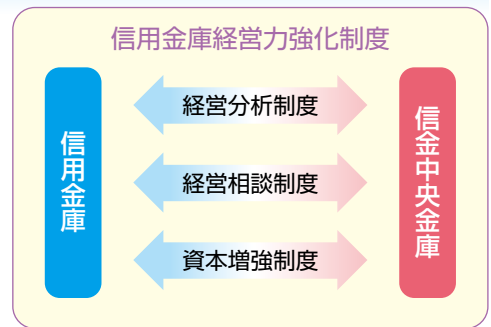 信用金庫経営力強化制度
信用金庫
経営分析制度
経営相談制度
資本増強制度
信金中央金庫